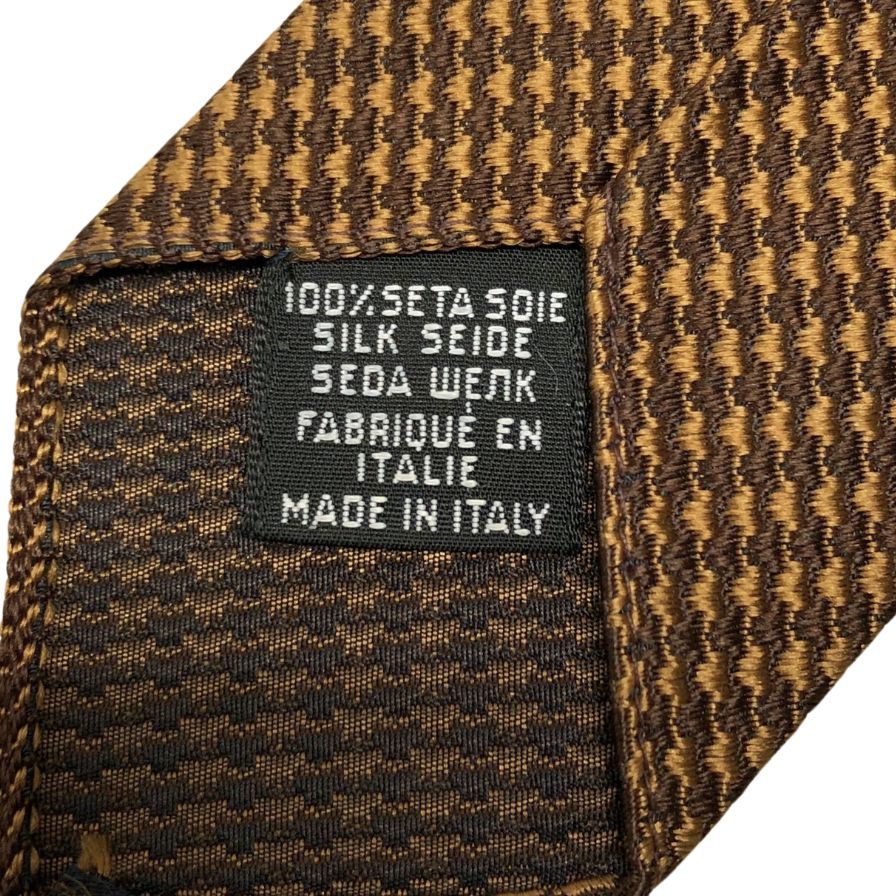 100% SETA SOIE
SILK SEIDE
SEDA ШЕЛК
FABRIQUÉ EN
ITALIE
MADE IN ITALY